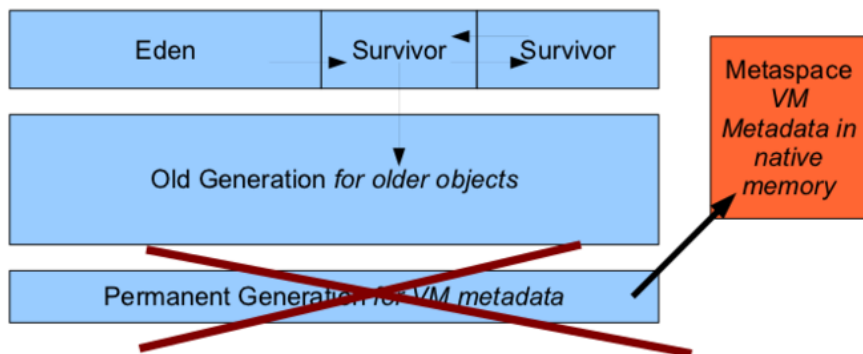 Eden
Survivor
Survivor
Metaspace
VM
Metadata in
native
memory
Old Generation for older objects
Permanent Generation for VM metadata